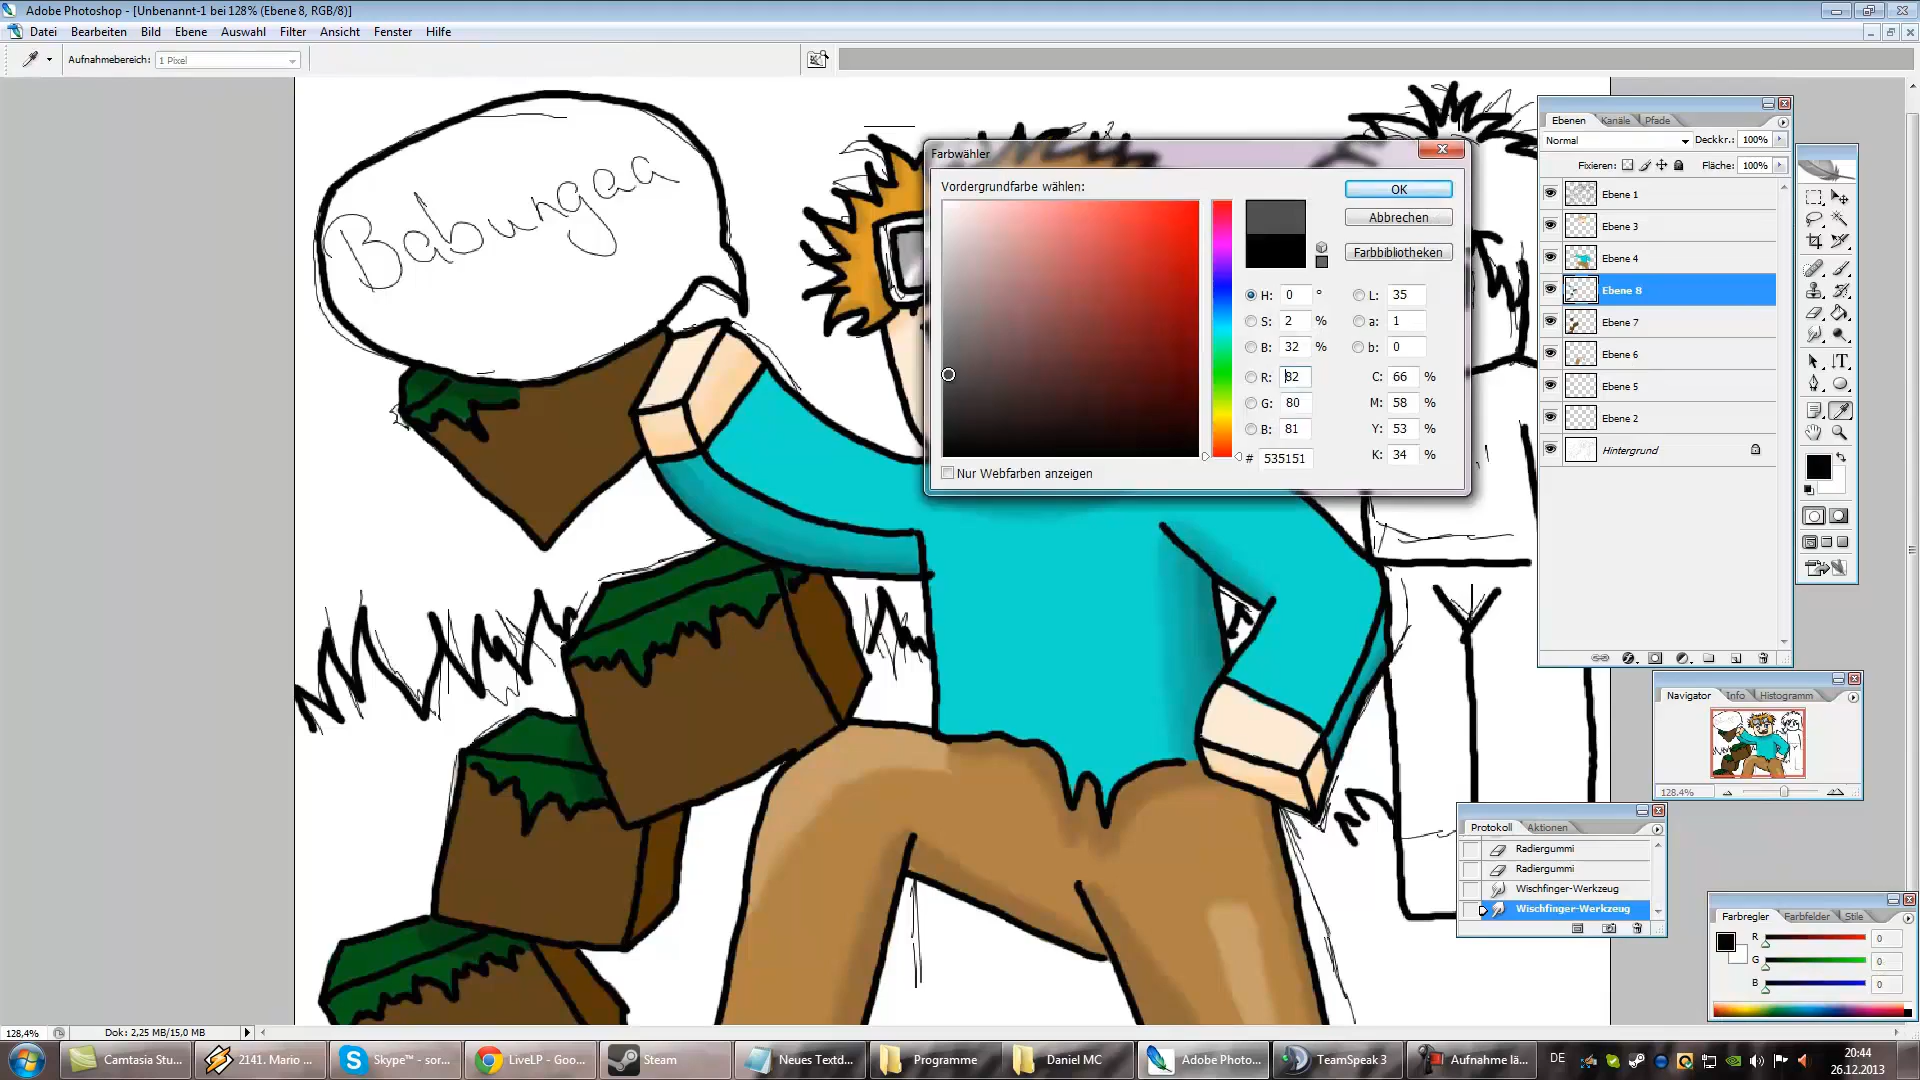 Adobe Photoshop - [Unbenannt-1 bei 128% (Ebene 8, RGB/8)]
Datei Bearbeiten Bild Ebene Auswahl Filter Ansicht Fenster Hilfe
Aufnahmebereich: 1 Pixel
Babungaa
Farbwähler
Vordergrundfarbe wählen:
OK
Abbrechen
Farbbibliotheken
H: 0 °
S: 2 %
B: 32 %
R: 82
G: 80
B: 81
# 535151
L: 35
a: 1
b: 0
C: 66 %
M: 58 %
Y: 53 %
K: 34 %
Nur Webfarben anzeigen
Ebenen Kanäle Pfade
Normal Deckkr.: 100%
Fixieren: Fläche: 100%
Ebene 1
Ebene 3
Ebene 4
Ebene 8
Ebene 7
Ebene 6
Ebene 5
Ebene 2
Hintergrund
Navigator Info Histogramm
128.4%
Protokoll Aktionen
Radiergummi
Radiergummi
Wischfinger-Werkzeug
Wischfinger-Werkzeug
Farbregler Farbfelder Stile
R 0
G 0
B 0
128.4% Dok: 2,25 MB/15,0 MB
Camtasia Stu...
2141. Mario ...
Skype™ - sor...
LiveLP - Goo...
Steam
Neues Textd...
Programme
Daniel MC
Adobe Photo...
TeamSpeak 3
Aufnahme lä...
DE
20:44
26.12.2013